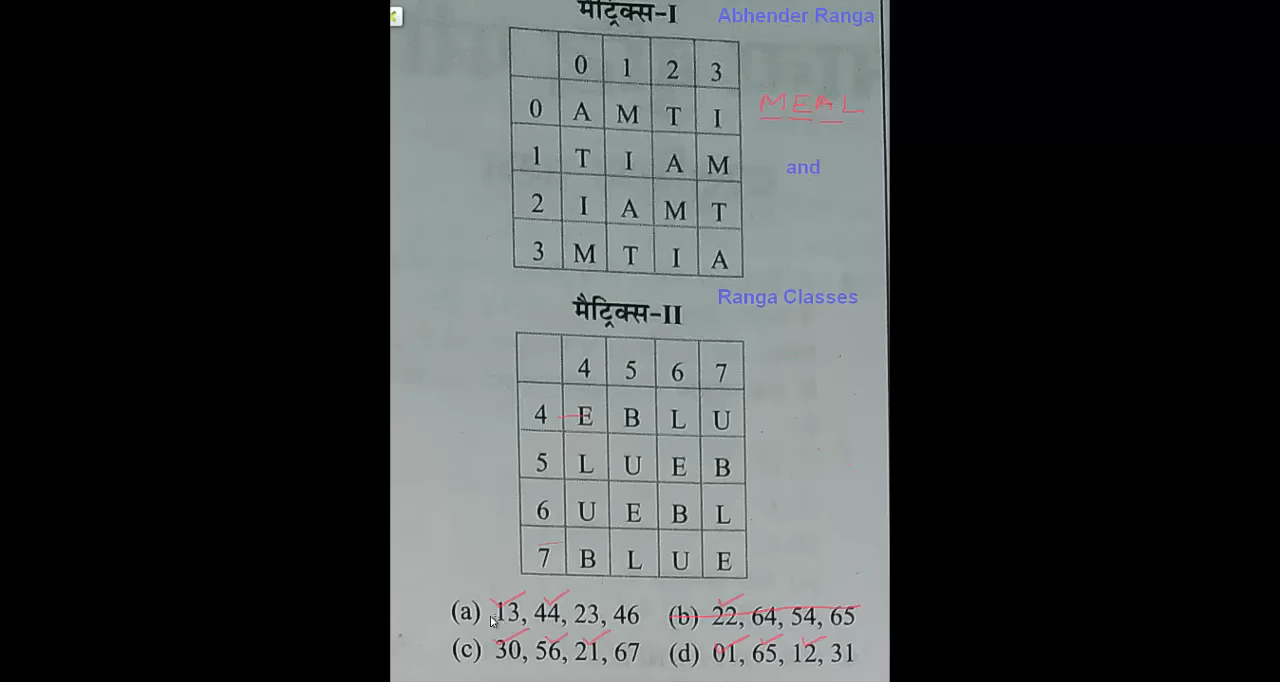 मैट्रिक्स-I
Abhender Ranga
0 1 2 3
0 A M T I
1 T I A M
2 I A M T
3 M T I A
MEAL
and
Ranga Classes
मैट्रिक्स-II
4 5 6 7
4 E B L U
5 L U E B
6 U E B L
7 B L U E
(a) 13, 44, 23, 46 (b) 22, 64, 54, 65
(c) 30, 56, 21, 67 (d) 01, 65, 12, 31